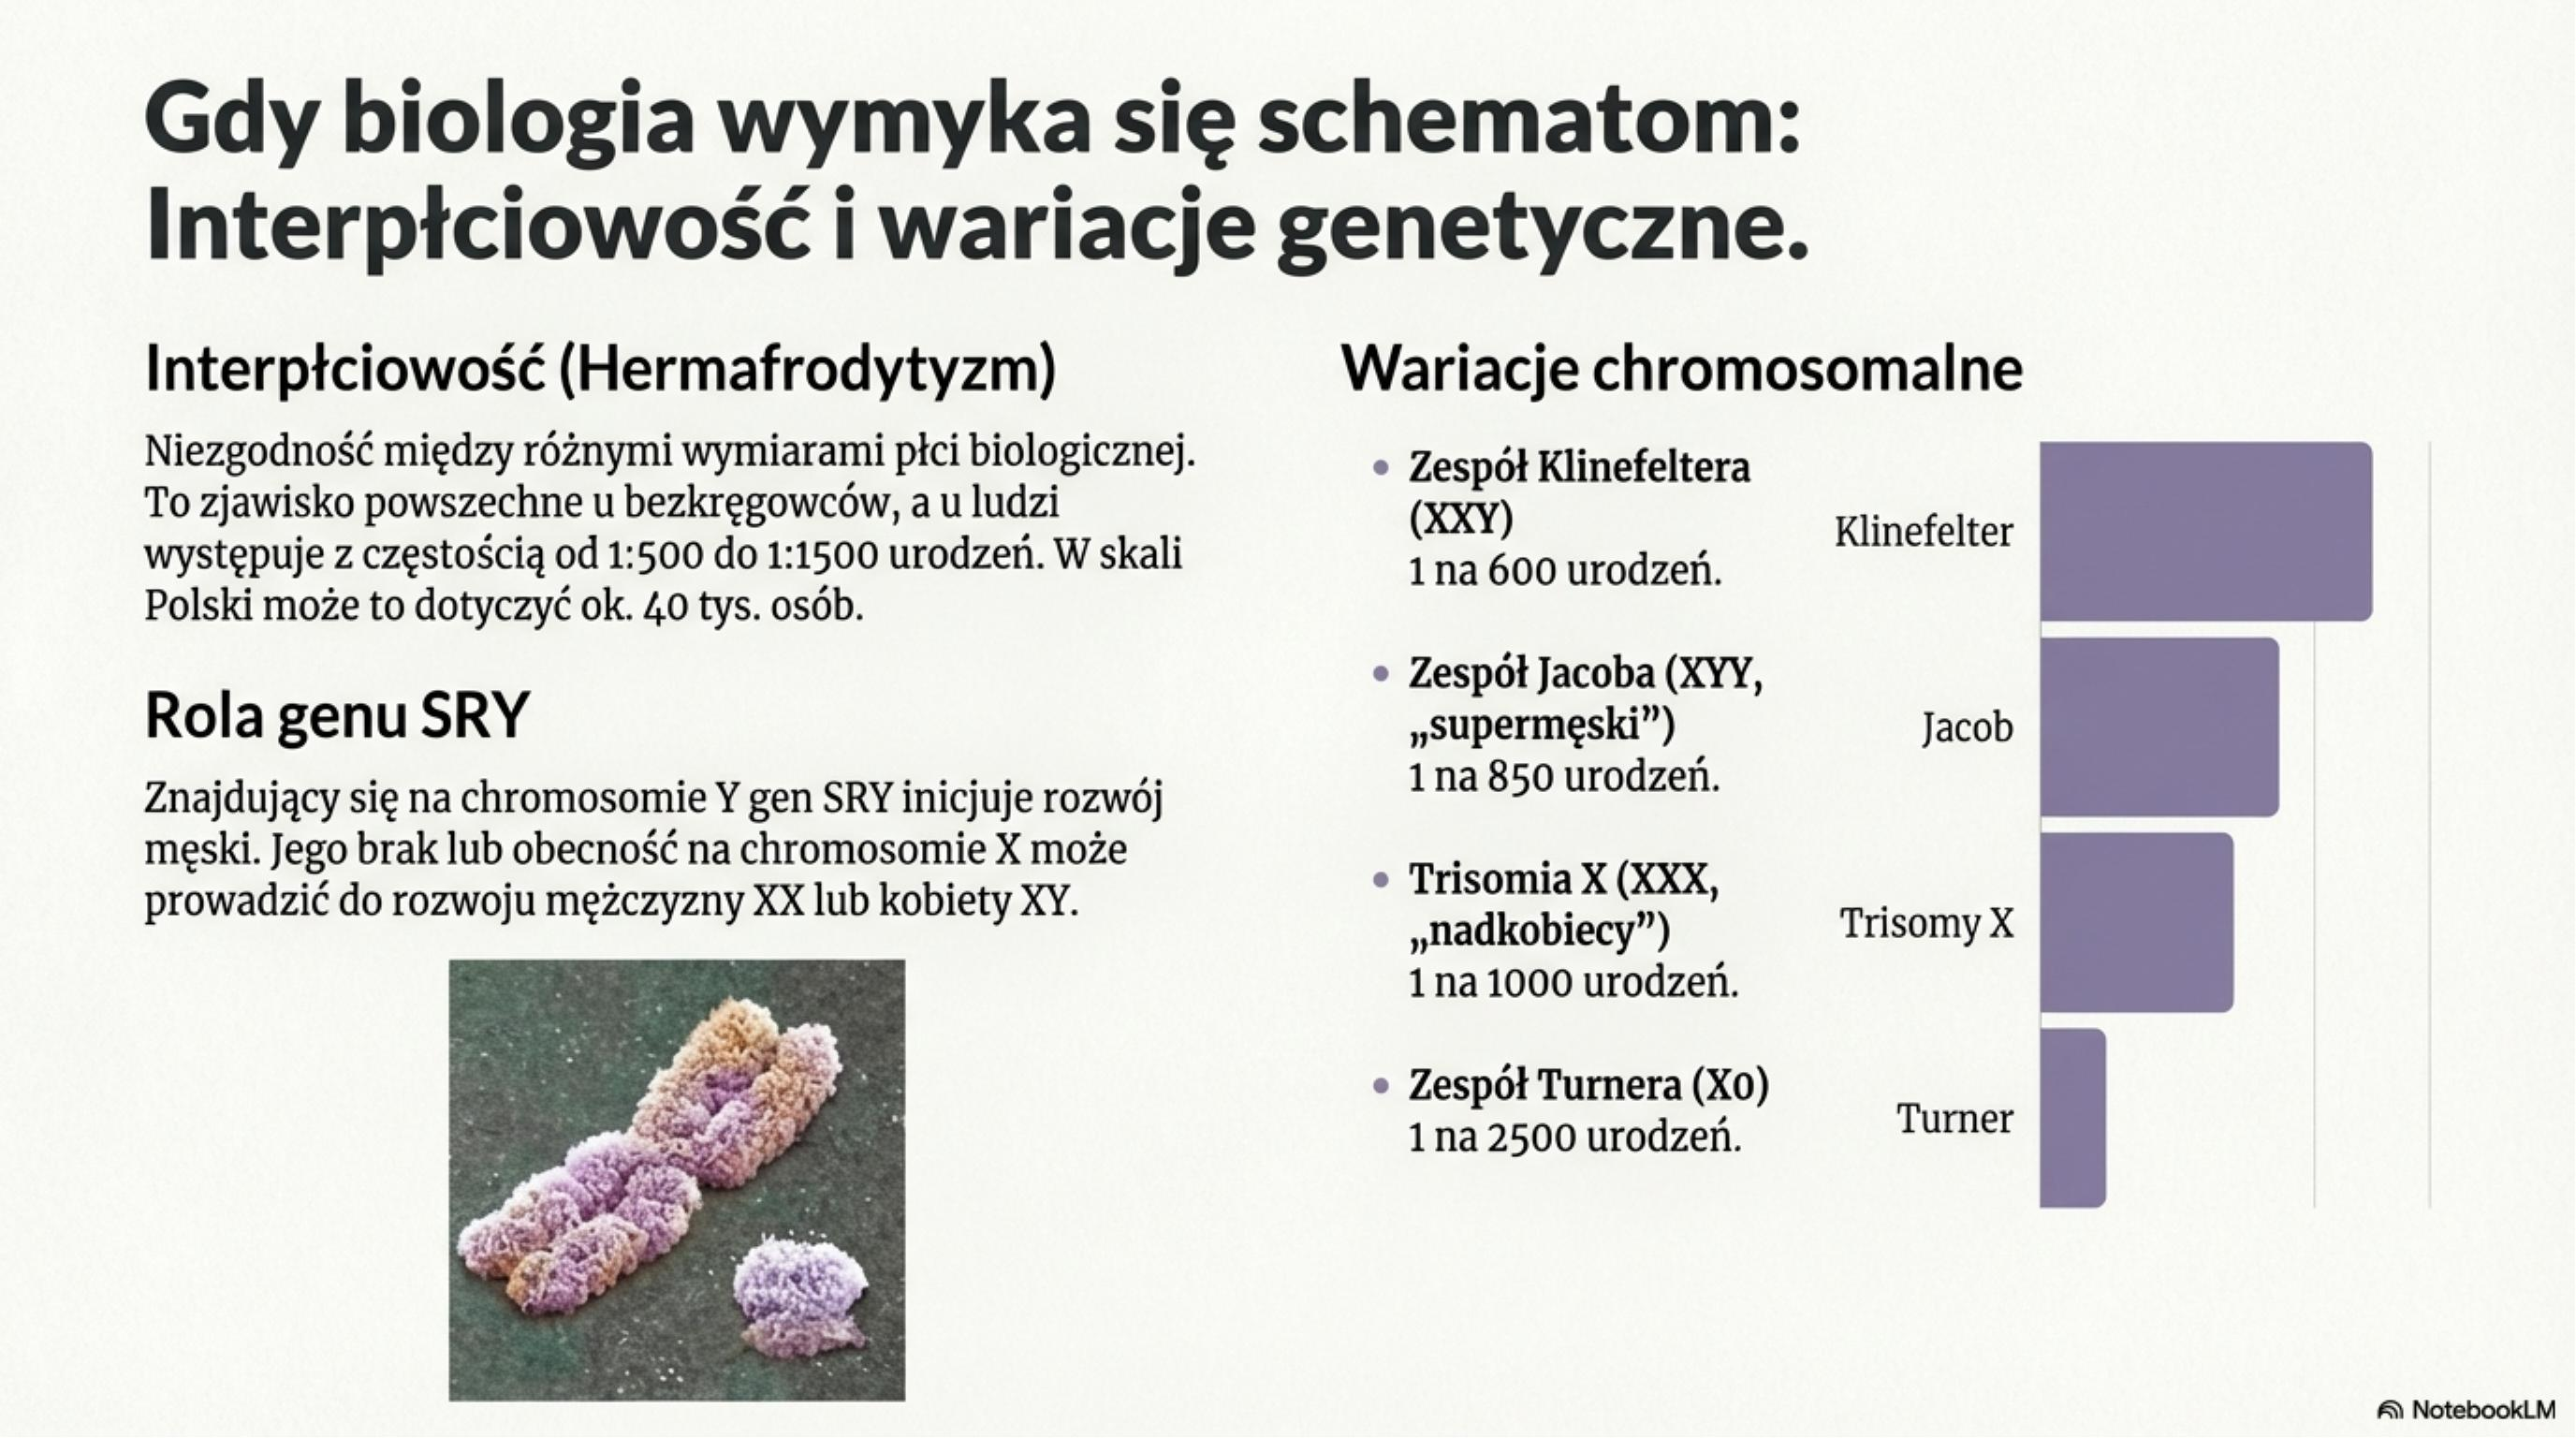 Gdy biologia wymyka się schematom:
Interpłciowość i wariacje genetyczne.
Interpłciowość (Hermafrodytyzm)
Niezgodność między różnymi wymiarami płci biologicznej.
To zjawisko powszechne u bezkręgowców, a u ludzi
występuje z częstością od 1:500 do 1:1500 urodzeń. W skali
Polski może to dotyczyć ok. 40 tys. osób.
Rola genu SRY
Znajdujący się na chromosomie Y gen SRY inicjuje rozwój
męski. Jego brak lub obecność na chromosomie X może
prowadzić do rozwoju mężczyzny XX lub kobiety XY.
Wariacje chromosomalne
• Zespół Klinefeltera
(XXY)
1 na 600 urodzeń.
• Zespół Jacoba (XYY,
„supermęski”)
1 na 850 urodzeń.
• Trisomia X (XXX,
„nadkobiecy”)
1 na 1000 urodzeń.
• Zespół Turnera (X0)
1 na 2500 urodzeń.
Klinefelter
Jacob
Trisomy X
Turner
NotebookLM